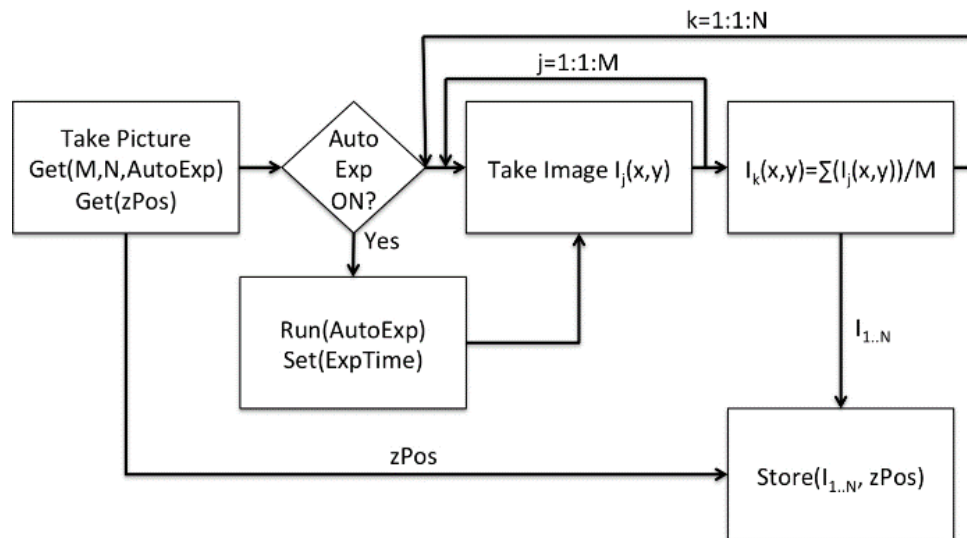 k=1:1:N
j=1:1:M
Take Picture
Get(M,N,AutoExp)
Get(zPos)
Auto
Exp
ON?
Take Image I_j(x,y)
I_k(x,y)=∑(I_j(x,y))/M
Yes
Run(AutoExp)
Set(ExpTime)
I_1..N
zPos
Store(I_1..N, zPos)